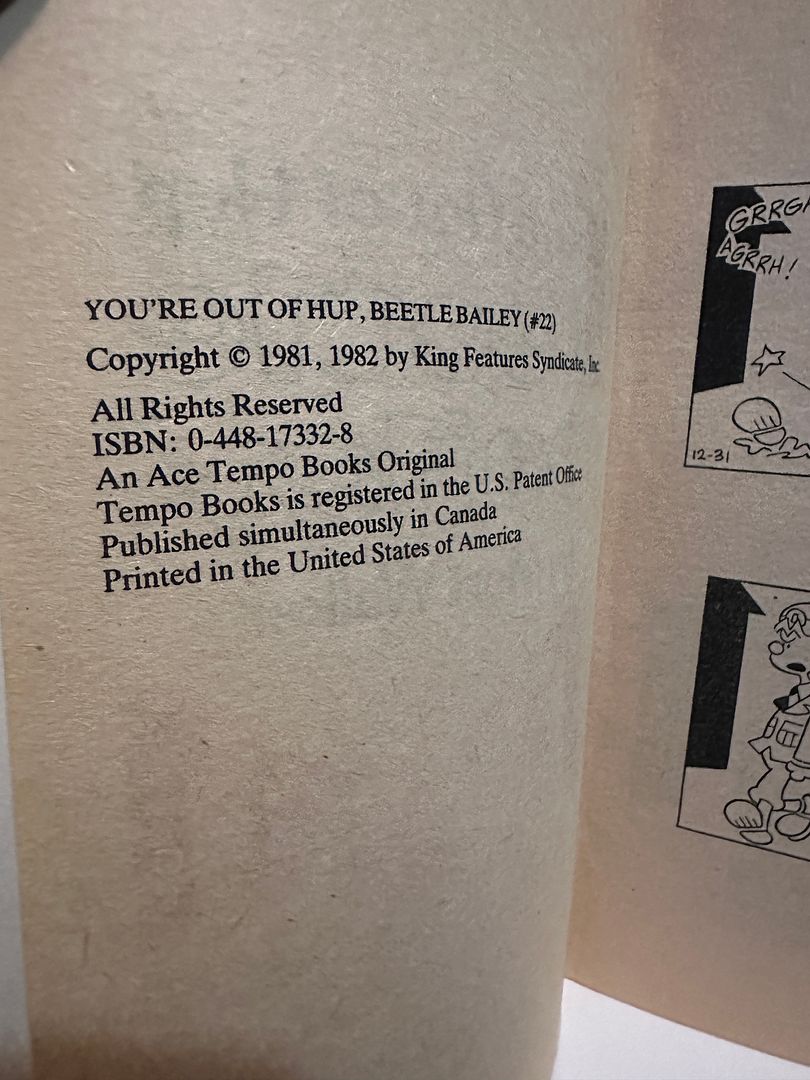 YOU'RE OUT OF HUP, BEETLE BAILEY (#22)
Copyright © 1981, 1982 by King Features Syndicate, Inc.
All Rights Reserved
ISBN: 0-448-17332-8
An Ace Tempo Books Original
Tempo Books is registered in the U.S. Patent Office
Published simultaneously in Canada
Printed in the United States of America
AGRRH!
12-31